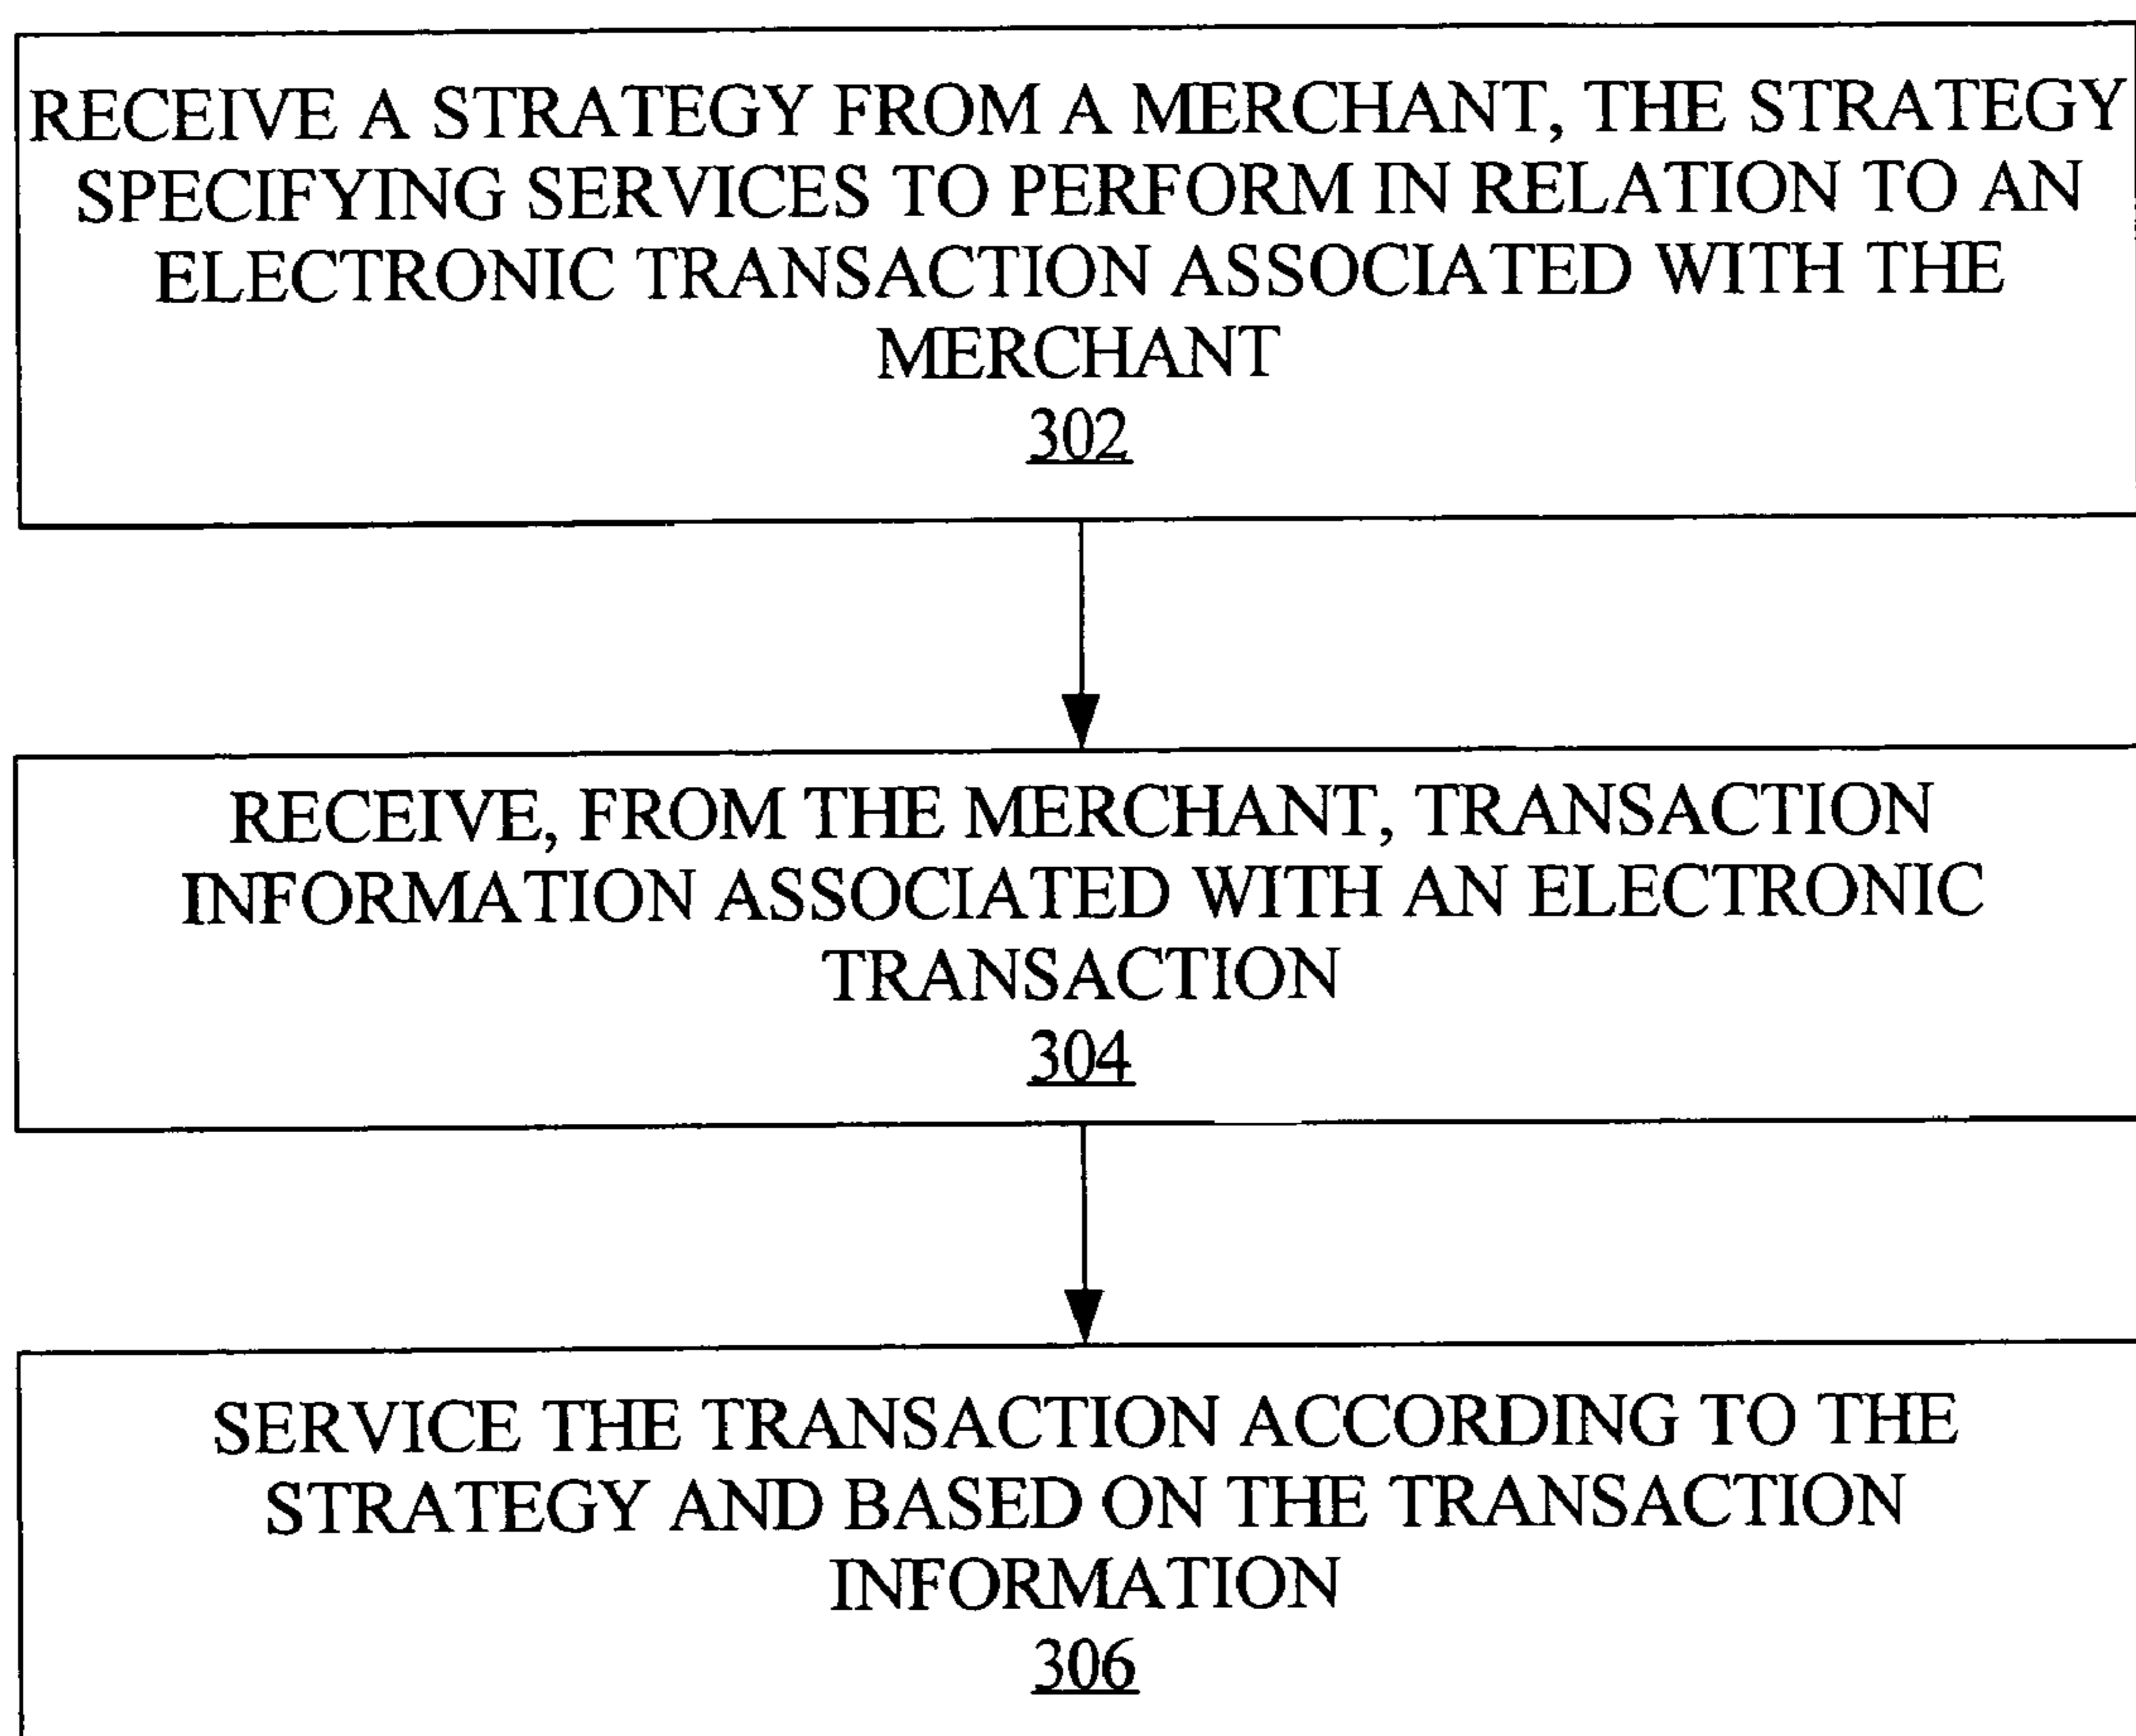 RECEIVE A STRATEGY FROM A MERCHANT, THE STRATEGY
SPECIFYING SERVICES TO PERFORM IN RELATION TO AN
ELECTRONIC TRANSACTION ASSOCIATED WITH THE
MERCHANT
302
RECEIVE, FROM THE MERCHANT, TRANSACTION
INFORMATION ASSOCIATED WITH AN ELECTRONIC
TRANSACTION
304
SERVICE THE TRANSACTION ACCORDING TO THE
STRATEGY AND BASED ON THE TRANSACTION
INFORMATION
306